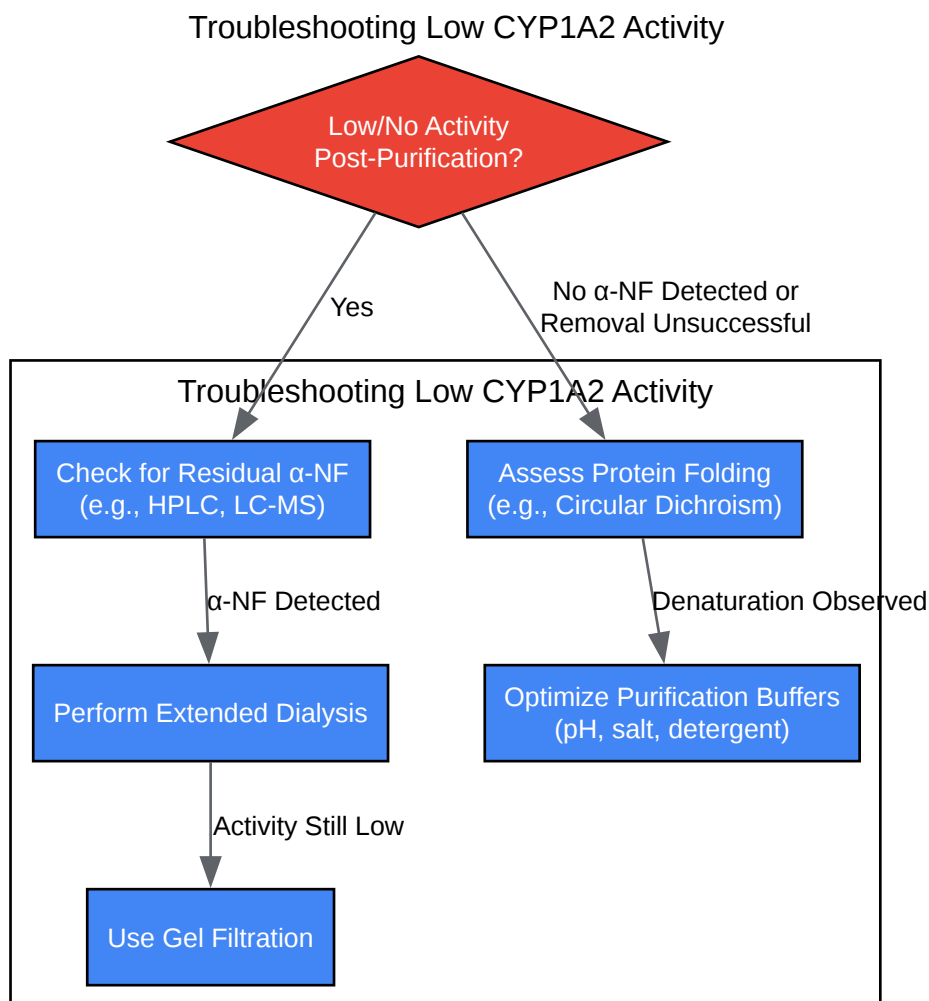 Troubleshooting Low CYP1A2 Activity
Low/No Activity
Post-Purification?
Yes
No α-NF Detected or
Removal Unsuccessful
Troubleshooting Low CYP1A2 Activity
Check for Residual α-NF
(e.g., HPLC, LC-MS)
Assess Protein Folding
(e.g., Circular Dichroism)
α-NF Detected
Denaturation Observed
Perform Extended Dialysis
Optimize Purification Buffers
(pH, salt, detergent)
Activity Still Low
Use Gel Filtration